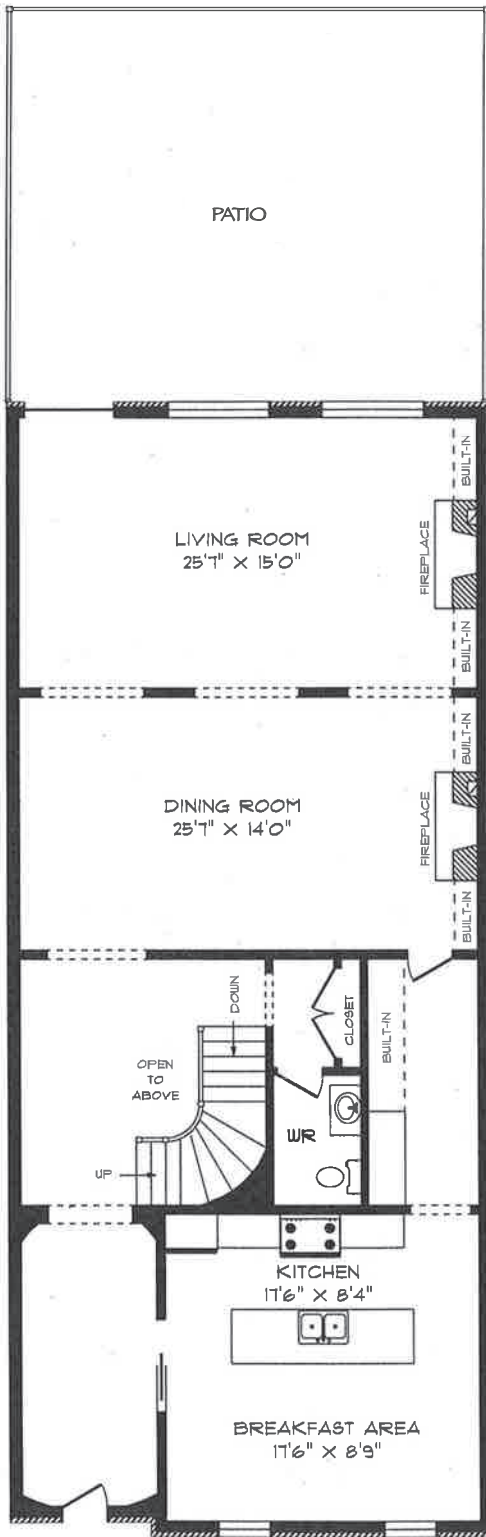 PATIO
BUILT-IN
LIVING ROOM
25'7" X 15'0"
FIREPLACE
BUILT-IN
BUILT-IN
DINING ROOM
25'7" X 14'0"
FIREPLACE
BUILT-IN
DOWN
CLOSET
BUILT-IN
OPEN
TO
ABOVE
WR
UP
KITCHEN
17'6" X 8'4"
BREAKFAST AREA
17'6" X 8'9"